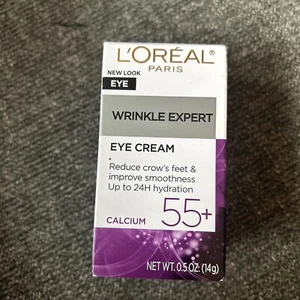 L'ORÉAL®
PARIS
NEW LOOK
EYE
WRINKLE EXPERT
EYE CREAM
Reduce crow's feet &
improve smoothness
Up to 24H hydration
CALCIUM 55+
NET WT. 0.5 OZ. (14g)